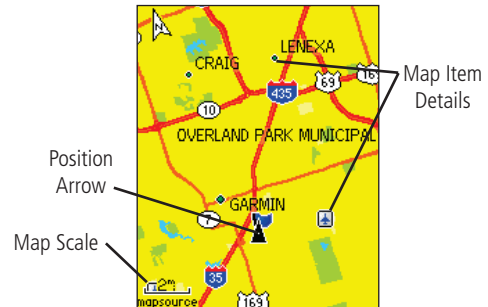 N
LENEXA
CRAIG
69
169
435
10
OVERLAND PARK MUNICIPAL
GARMIN
7
35
2m
mapsource
169
Map Item
Details
Position
Arrow
Map Scale